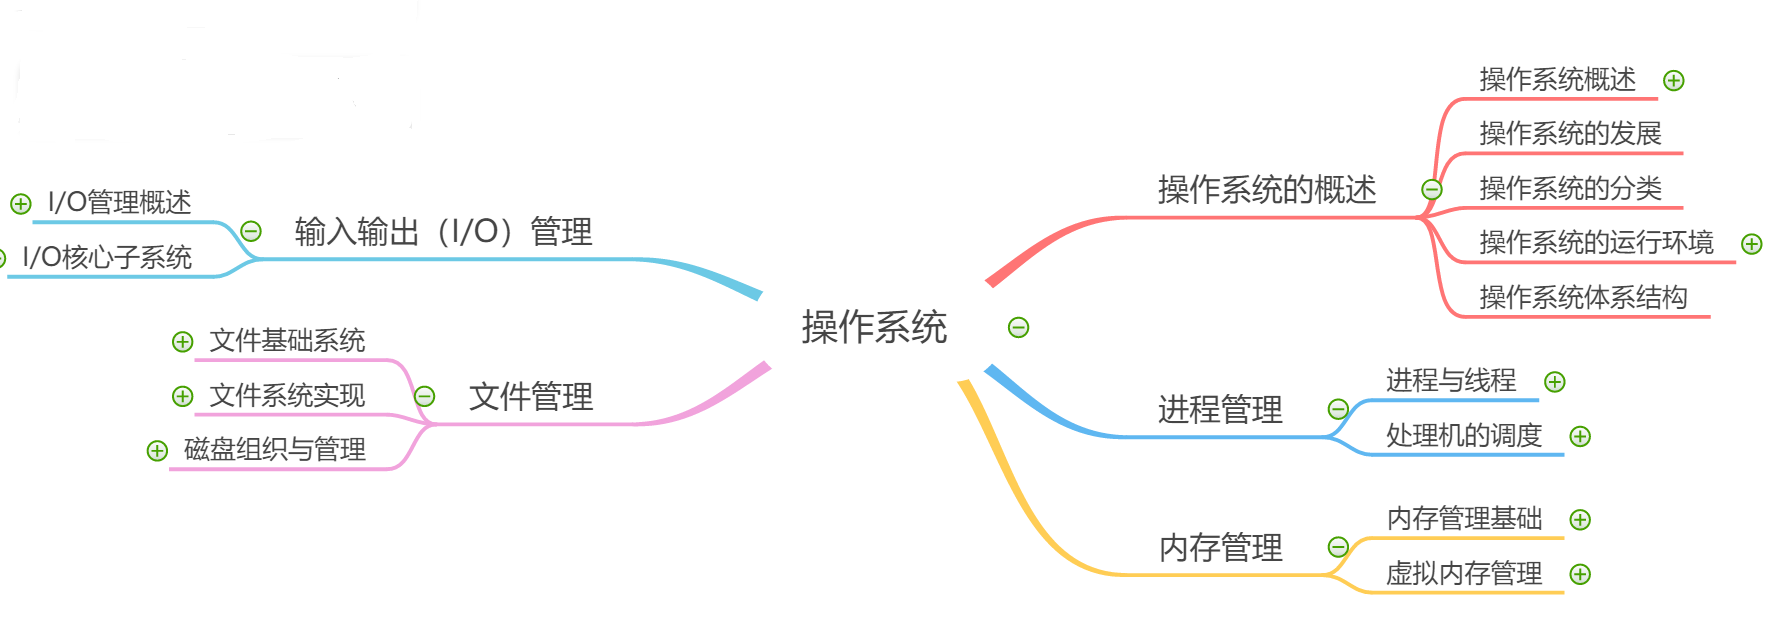 操作系统
操作系统的概述
操作系统概述
操作系统的发展
操作系统的分类
操作系统的运行环境
操作系统体系结构
进程管理
进程与线程
处理机的调度
内存管理
内存管理基础
虚拟内存管理
输入输出（I/O）管理
I/O管理概述
I/O核心子系统
文件管理
文件基础系统
文件系统实现
磁盘组织与管理